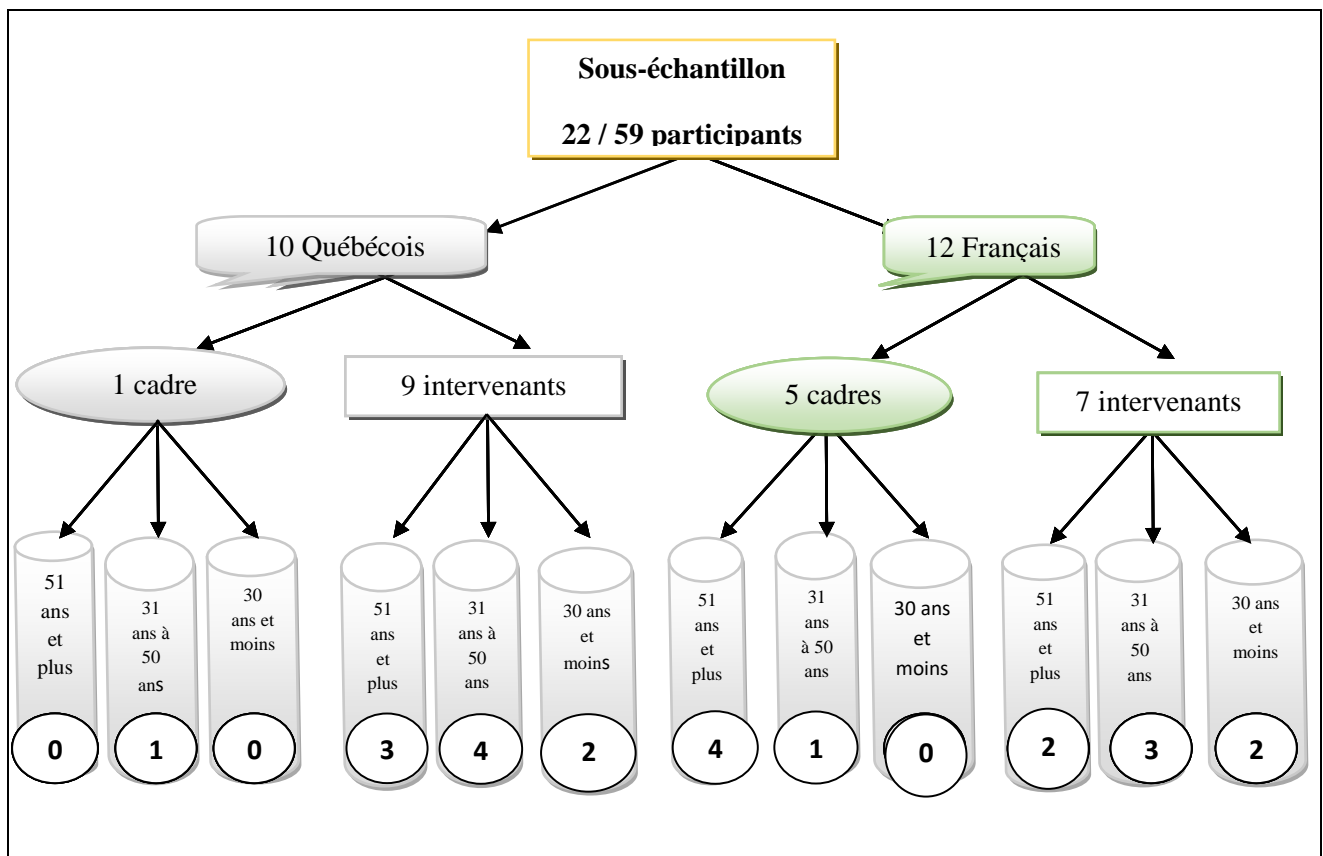 Sous-échantillon
22 / 59 participants
10 Québécois
12 Français
1 cadre
9 intervenants
5 cadres
7 intervenants
51
ans
et
plus
31
ans à
50
ans
30
ans et
moins
51
ans
et
plus
31
ans à
50
ans
30 ans
et
moins
51
ans
et
plus
31
ans
à 50
ans
30 ans
et
moins
51
ans
et
plus
31
ans à
50
ans
30 ans
et
moins
0
1
0
3
4
2
4
1
0
2
3
2